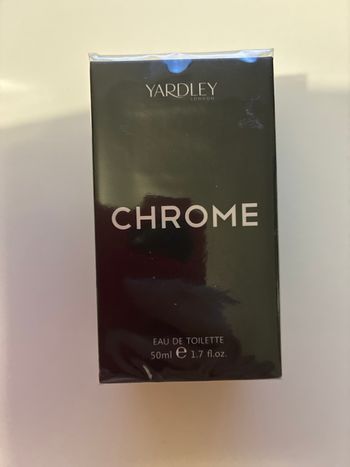 YARDLEY
LONDON
CHROME
EAU DE TOILETTE
50ml e 1.7 fl.oz.